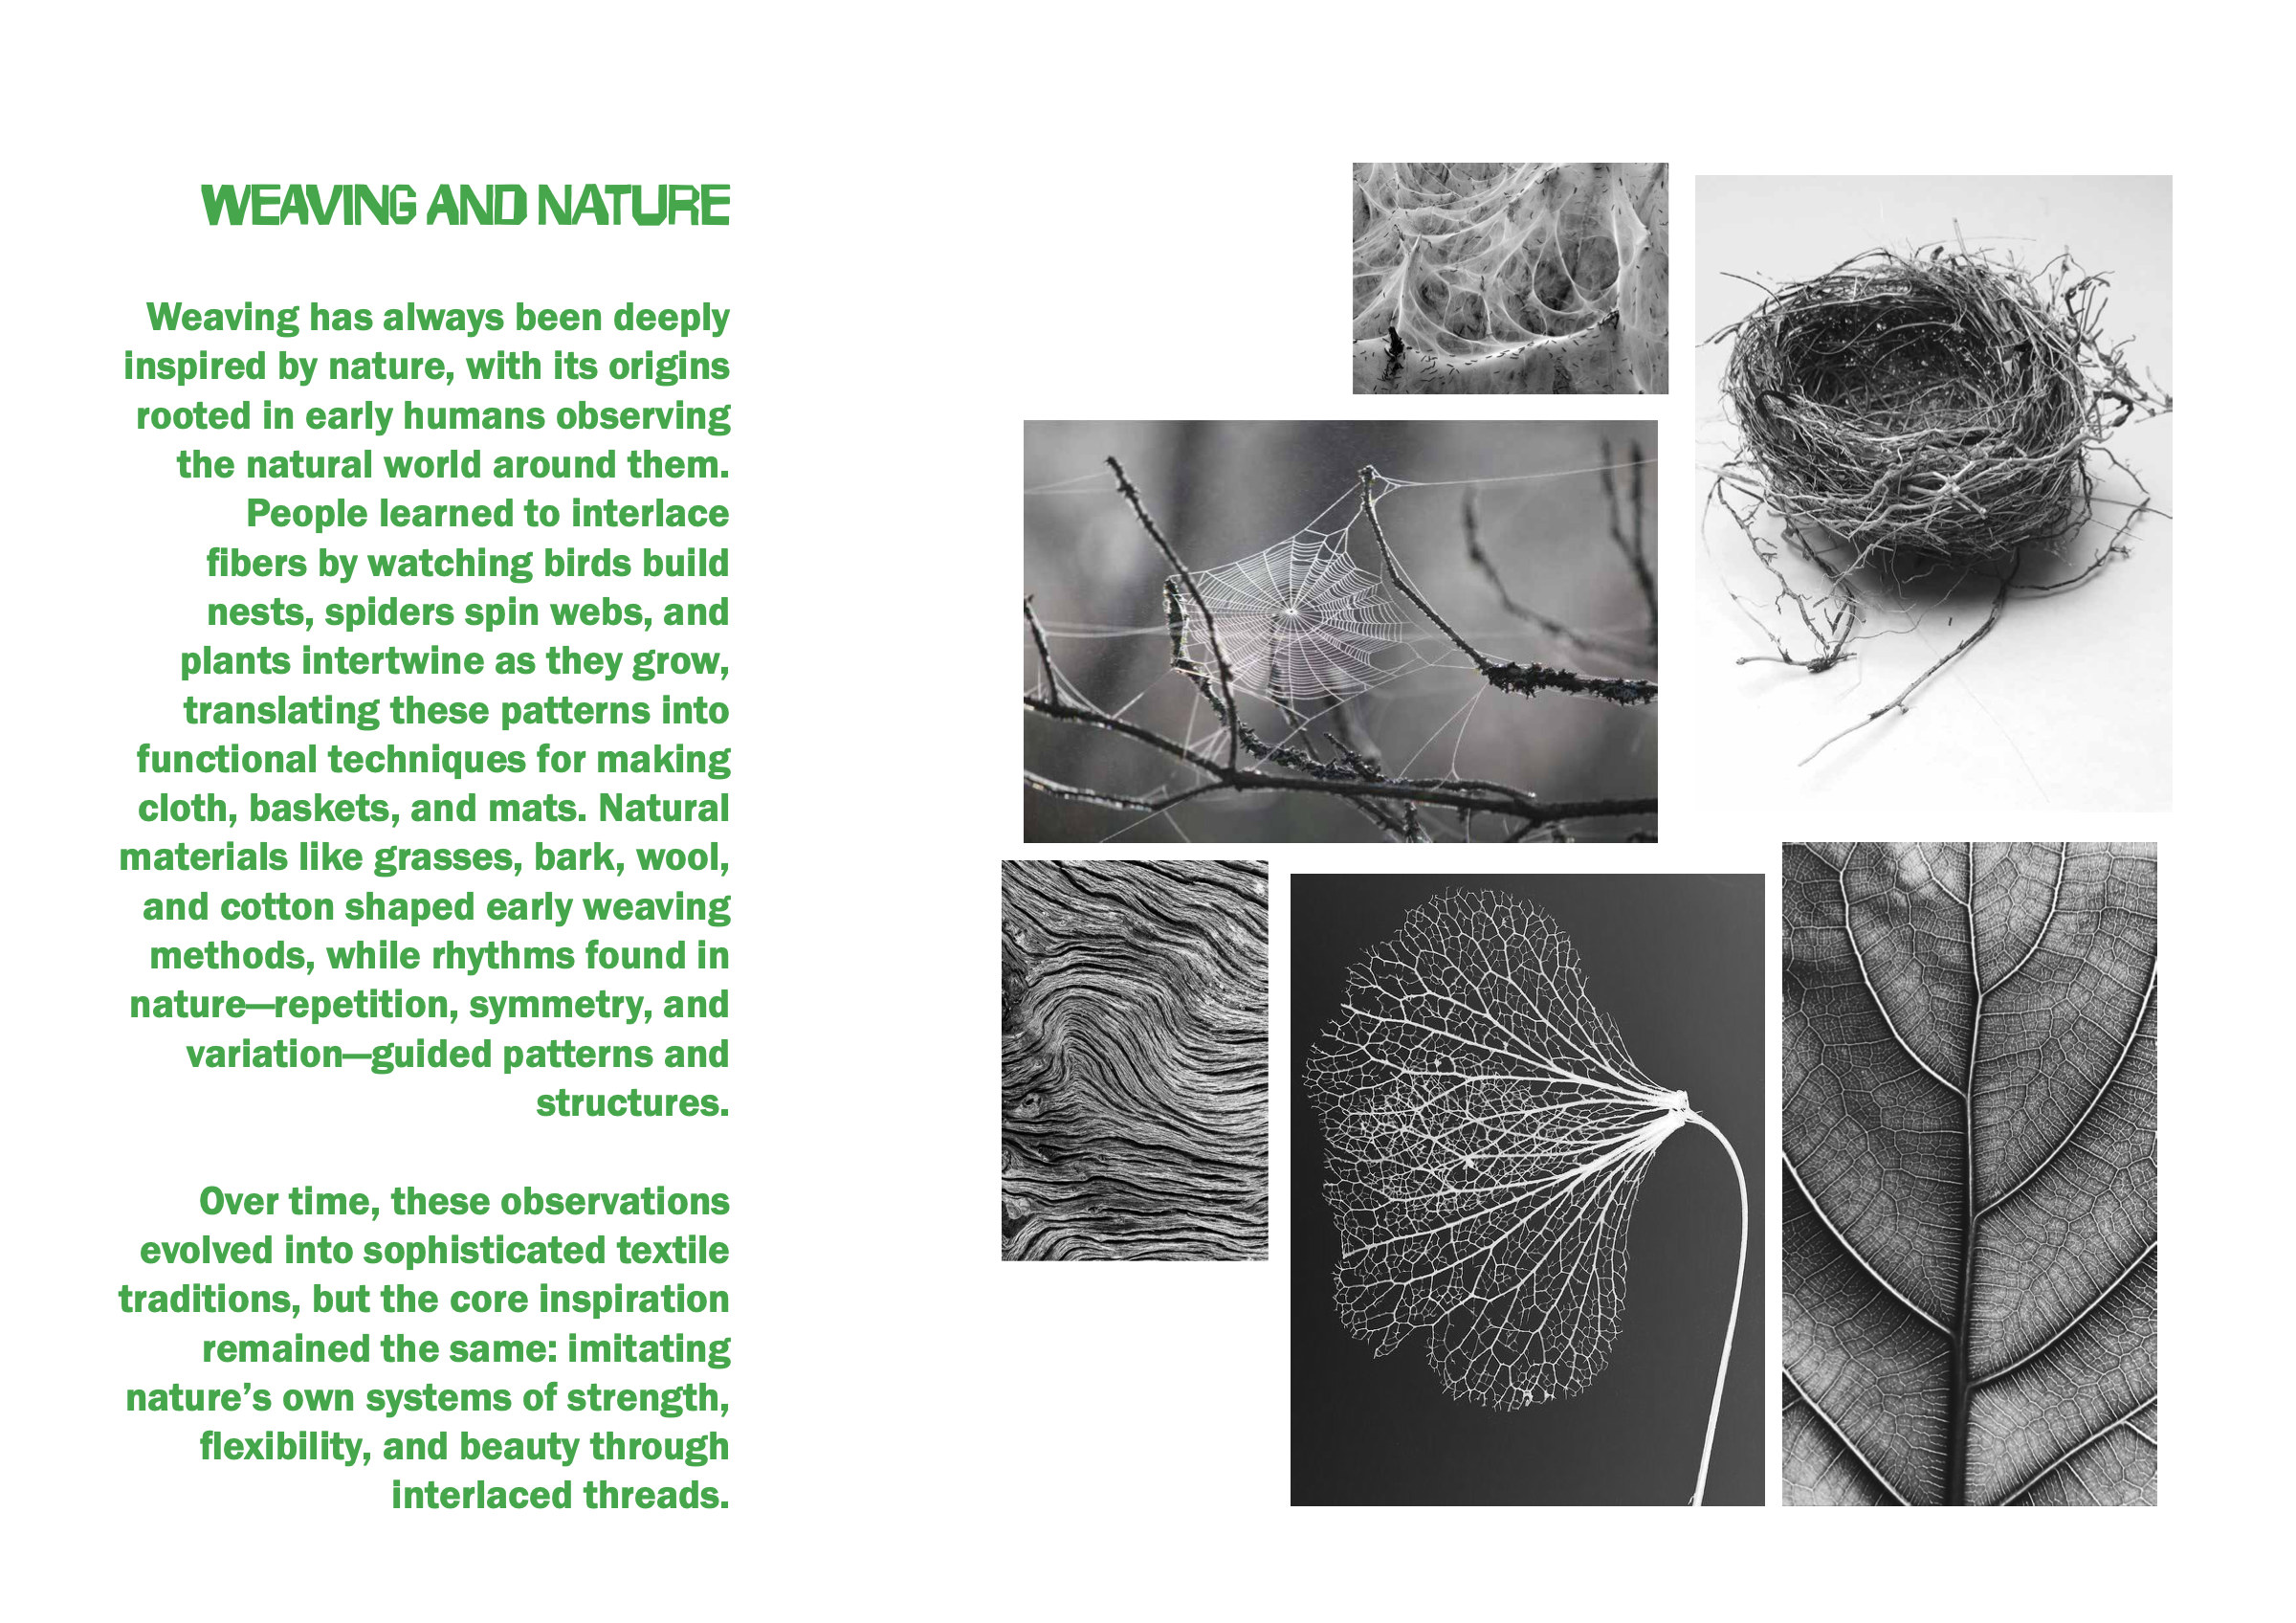 WEAVING AND NATURE
Weaving has always been deeply
inspired by nature, with its origins
rooted in early humans observing
the natural world around them.
People learned to interlace
fibers by watching birds build
nests, spiders spin webs, and
plants intertwine as they grow,
translating these patterns into
functional techniques for making
cloth, baskets, and mats. Natural
materials like grasses, bark, wool,
and cotton shaped early weaving
methods, while rhythms found in
nature—repetition, symmetry, and
variation—guided patterns and
structures.
Over time, these observations
evolved into sophisticated textile
traditions, but the core inspiration
remained the same: imitating
nature’s own systems of strength,
flexibility, and beauty through
interlaced threads.